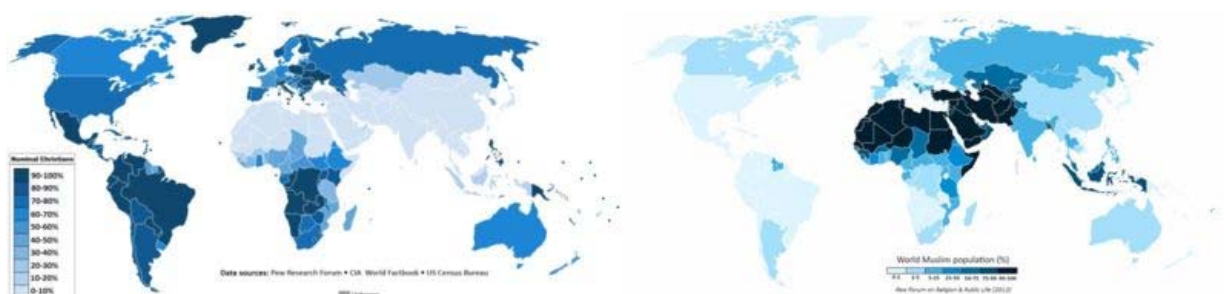 Nominal Christians
90-100%
80-90%
70-80%
60-70%
50-60%
40-50%
30-40%
20-30%
10-20%
0-10%
Data sources: Pew Research Forum • CIA World Factbook • US Census Bureau
World Muslim population (%)
Pew Forum on Religion & Public Life (2011)